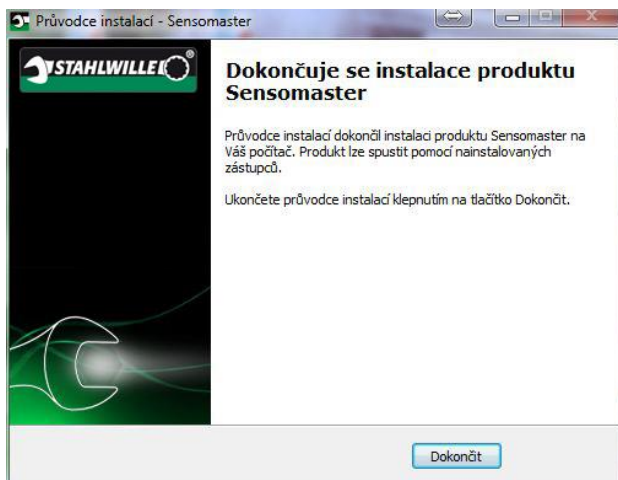 Průvodce instalací - Sensomaster
STAHLWILLE®
Dokončuje se instalace produktu
Sensomaster
Průvodce instalací dokončil instalaci produktu Sensomaster na
Váš počítač. Produkt lze spustit pomocí nainstalovaných
zástupců.
Ukončete průvodce instalací klepnutím na tlačítko Dokončit.
Dokončit